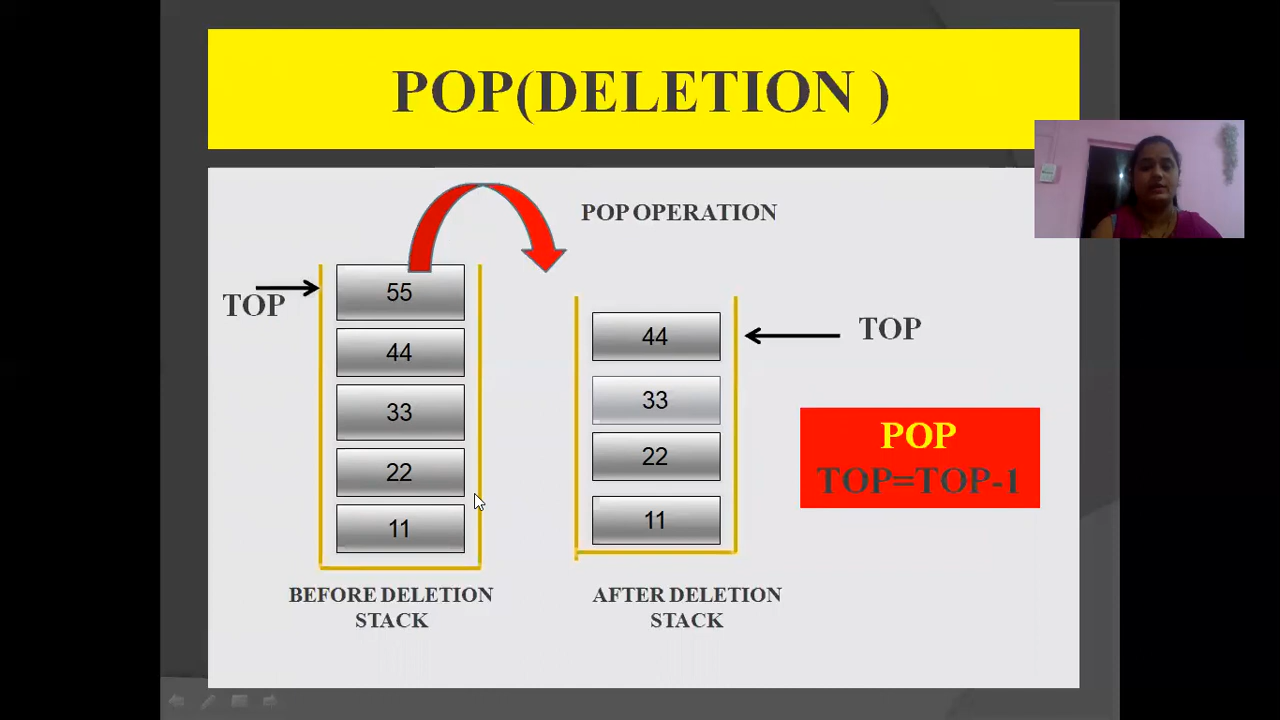 POP(DELETION )
POP OPERATION
TOP
55
44
33
22
11
44
33
22
11
TOP
POP
TOP=TOP-1
BEFORE DELETION
STACK
AFTER DELETION
STACK